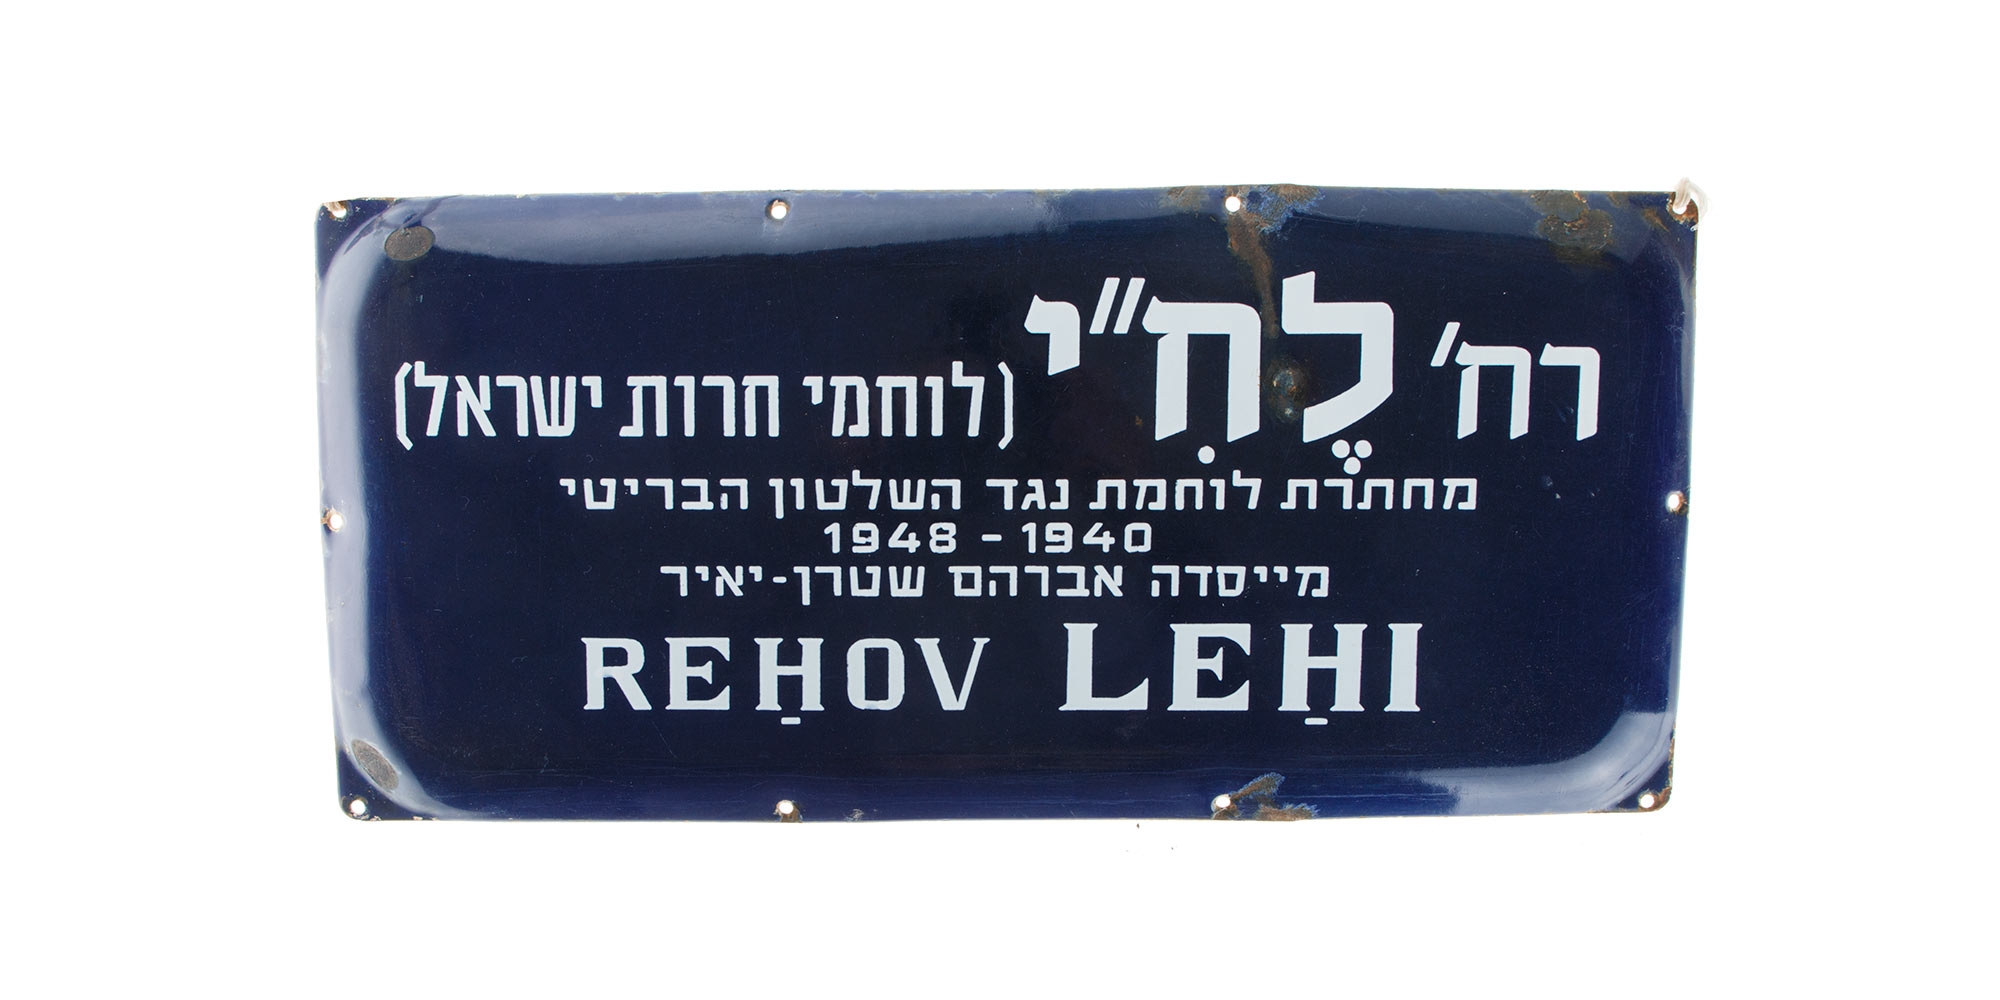 רח' לֶחִ"י (לוחמי חרות ישראל)
מחתרת לוחמת נגד השלטון הבריטי
1948 - 1940
מייסדה אברהם שטרן-יאיר
REḤOV LEḤI